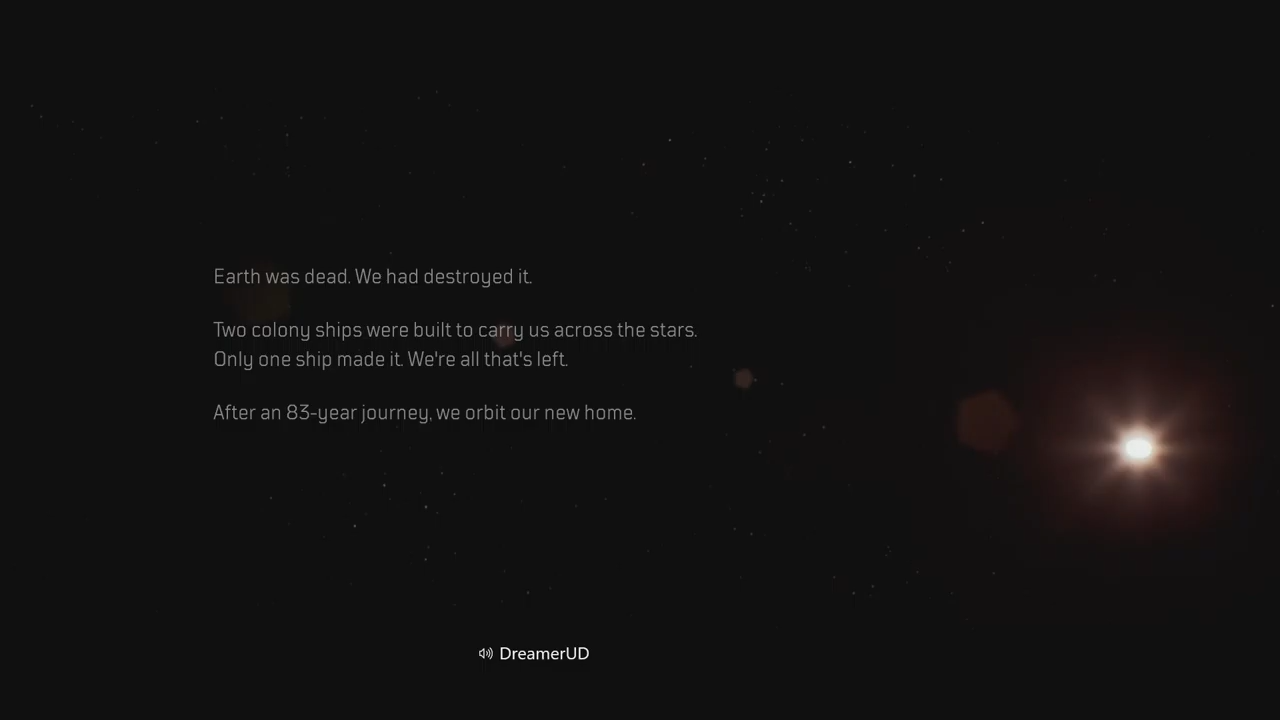 Earth was dead. We had destroyed it.
Two colony ships were built to carry us across the stars.
Only one ship made it. We're all that's left.
After an 83-year journey, we orbit our new home.
DreamerUD